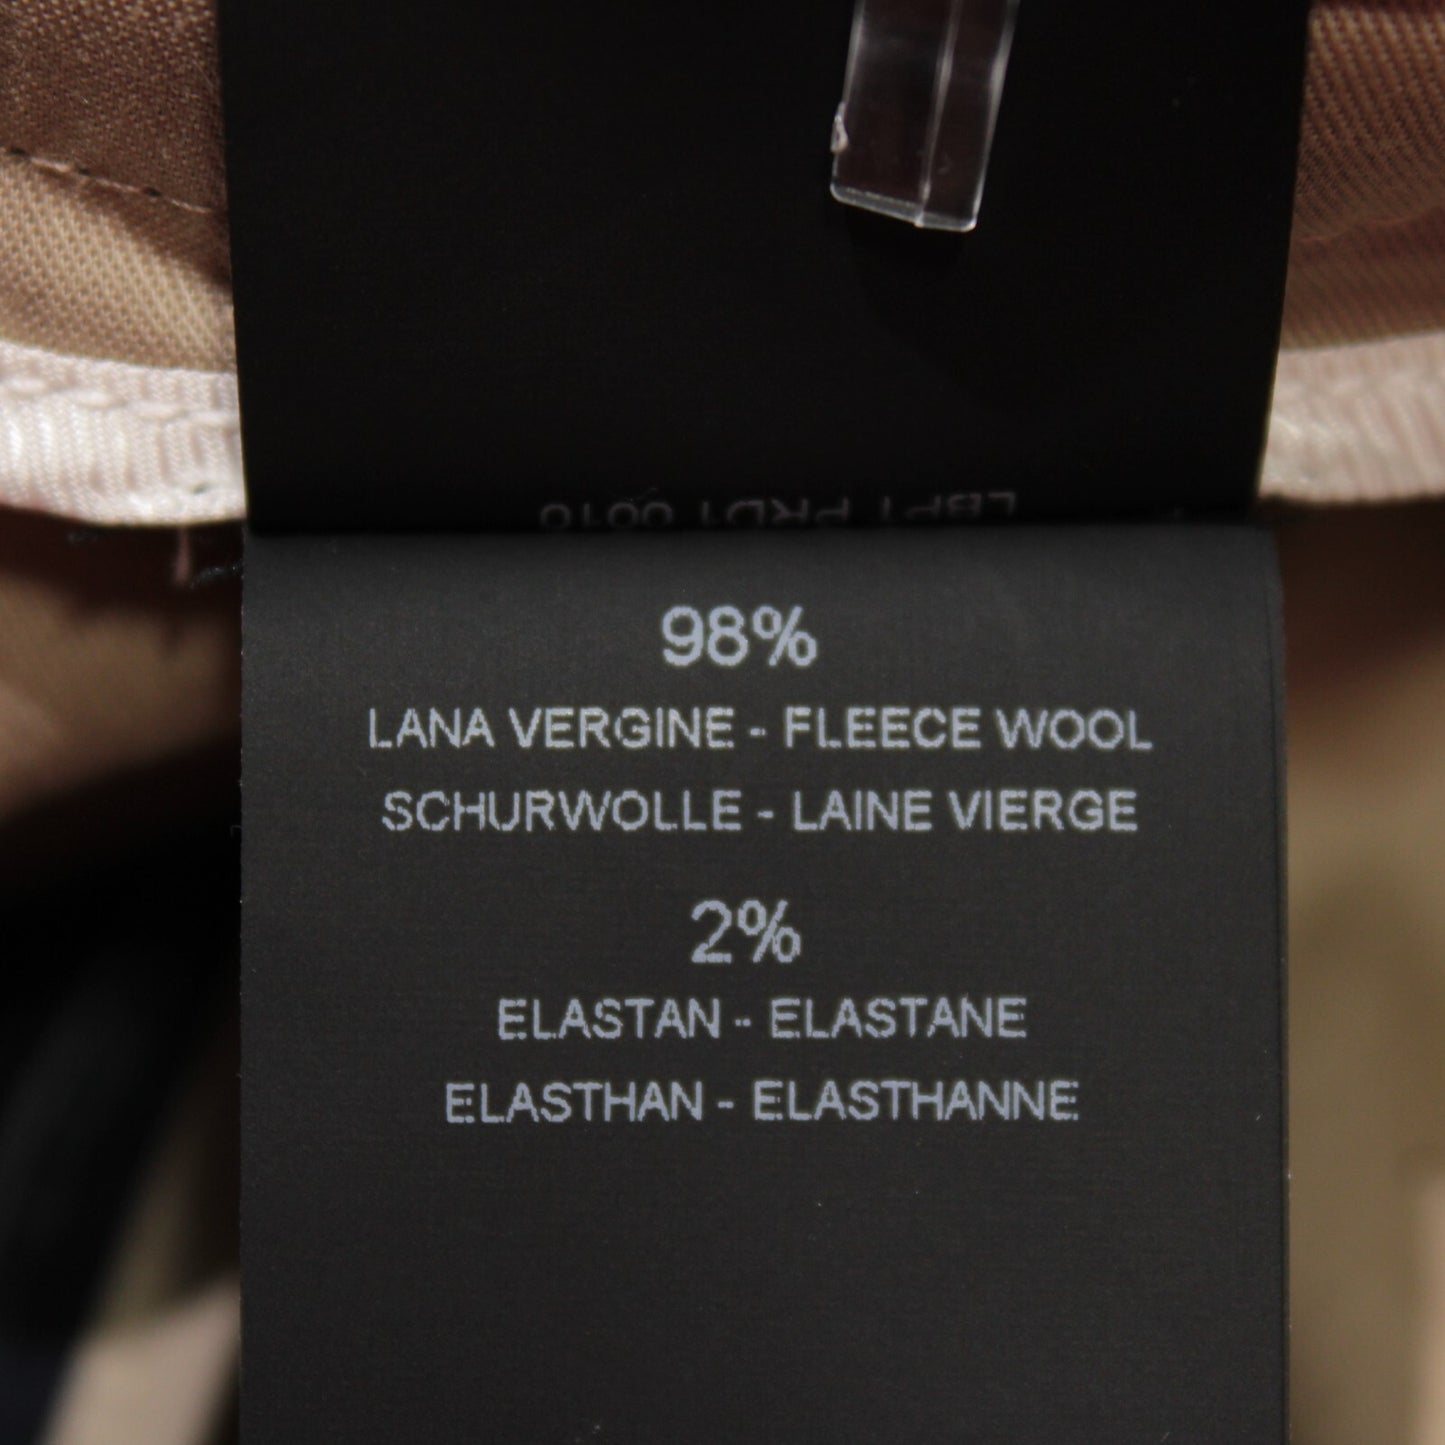 98%
LANA VERGINE - FLEECE WOOL
SCHURWOLLE - LAINE VIERGE
2%
ELASTAN - ELASTANE
ELASTHAN - ELASTHANNE